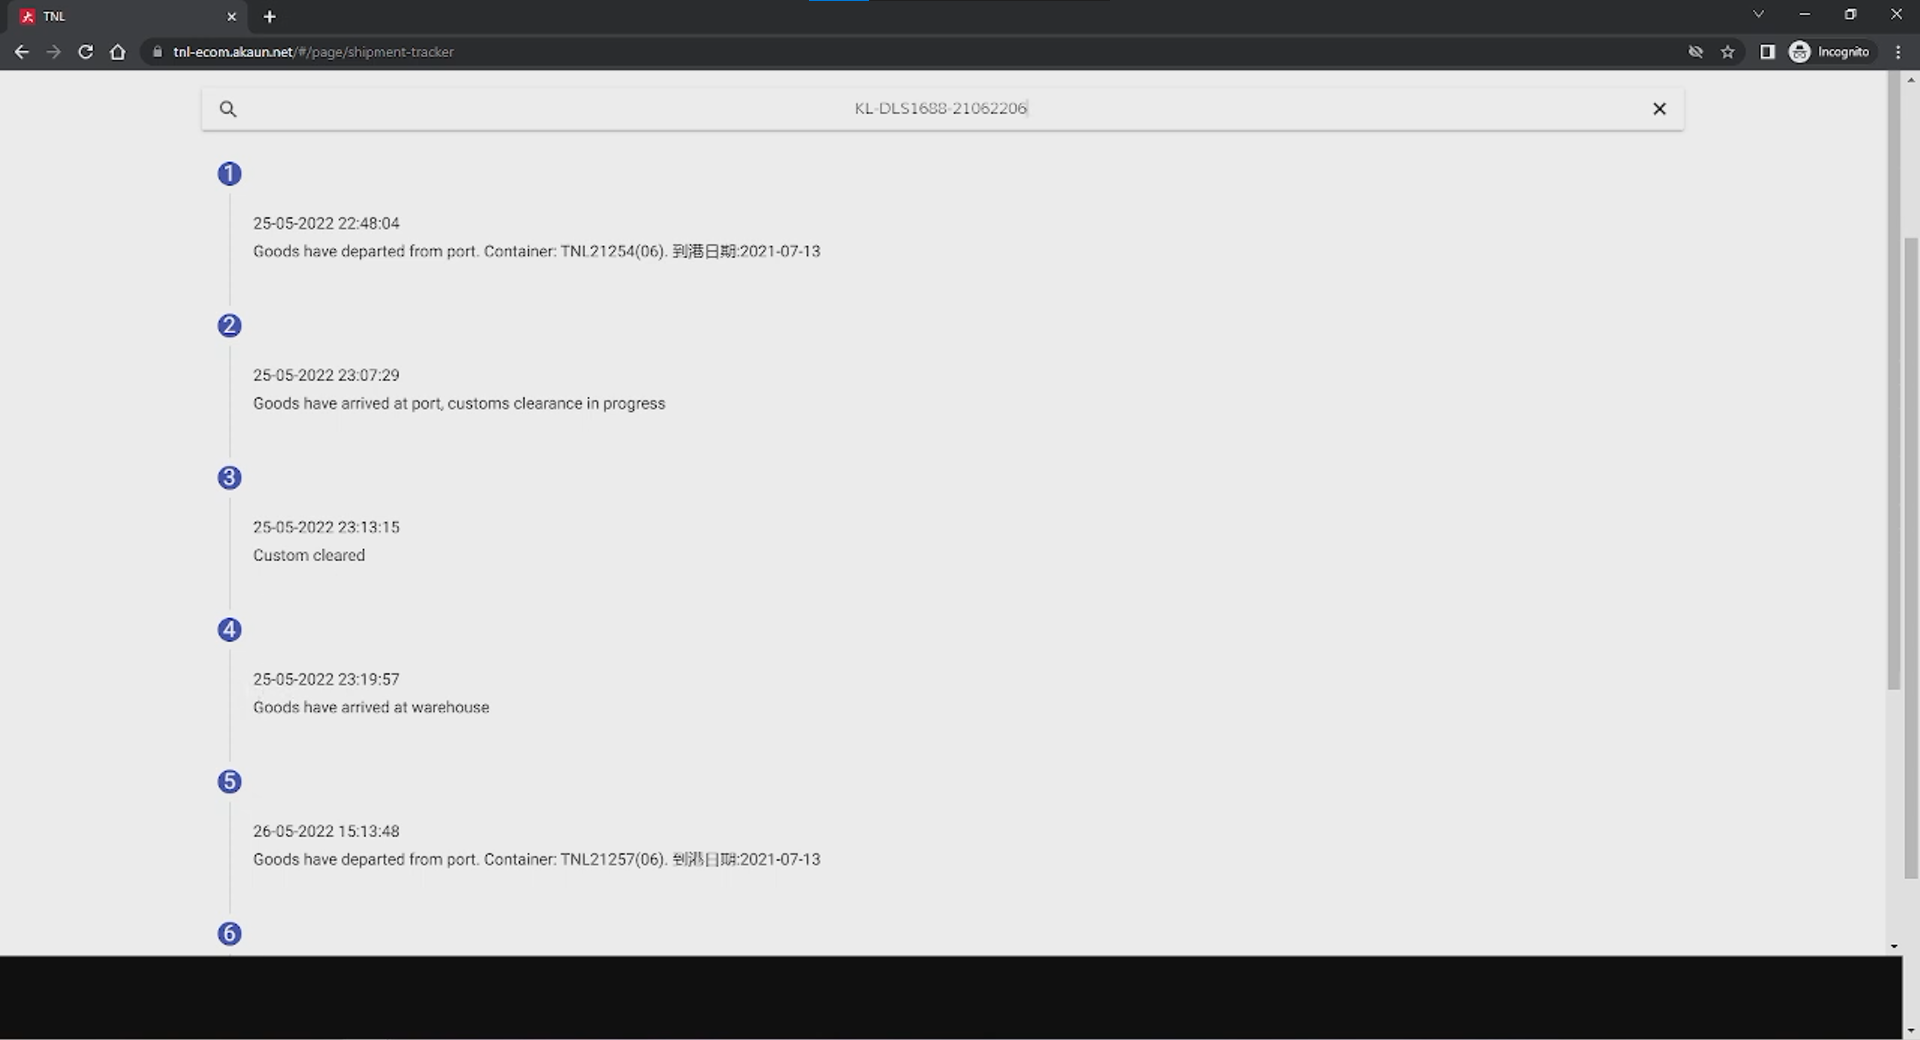 TNL
tnl-ecom.akaun.net/#/page/shipment-tracker
Incognito
KL-DLS1688-21062206
1
25-05-2022 22:48:04
Goods have departed from port. Container: TNL21254(06). 到港日期:2021-07-13
2
25-05-2022 23:07:29
Goods have arrived at port, customs clearance in progress
3
25-05-2022 23:13:15
Custom cleared
4
25-05-2022 23:19:57
Goods have arrived at warehouse
5
26-05-2022 15:13:48
Goods have departed from port. Container: TNL21257(06). 到港日期:2021-07-13
6